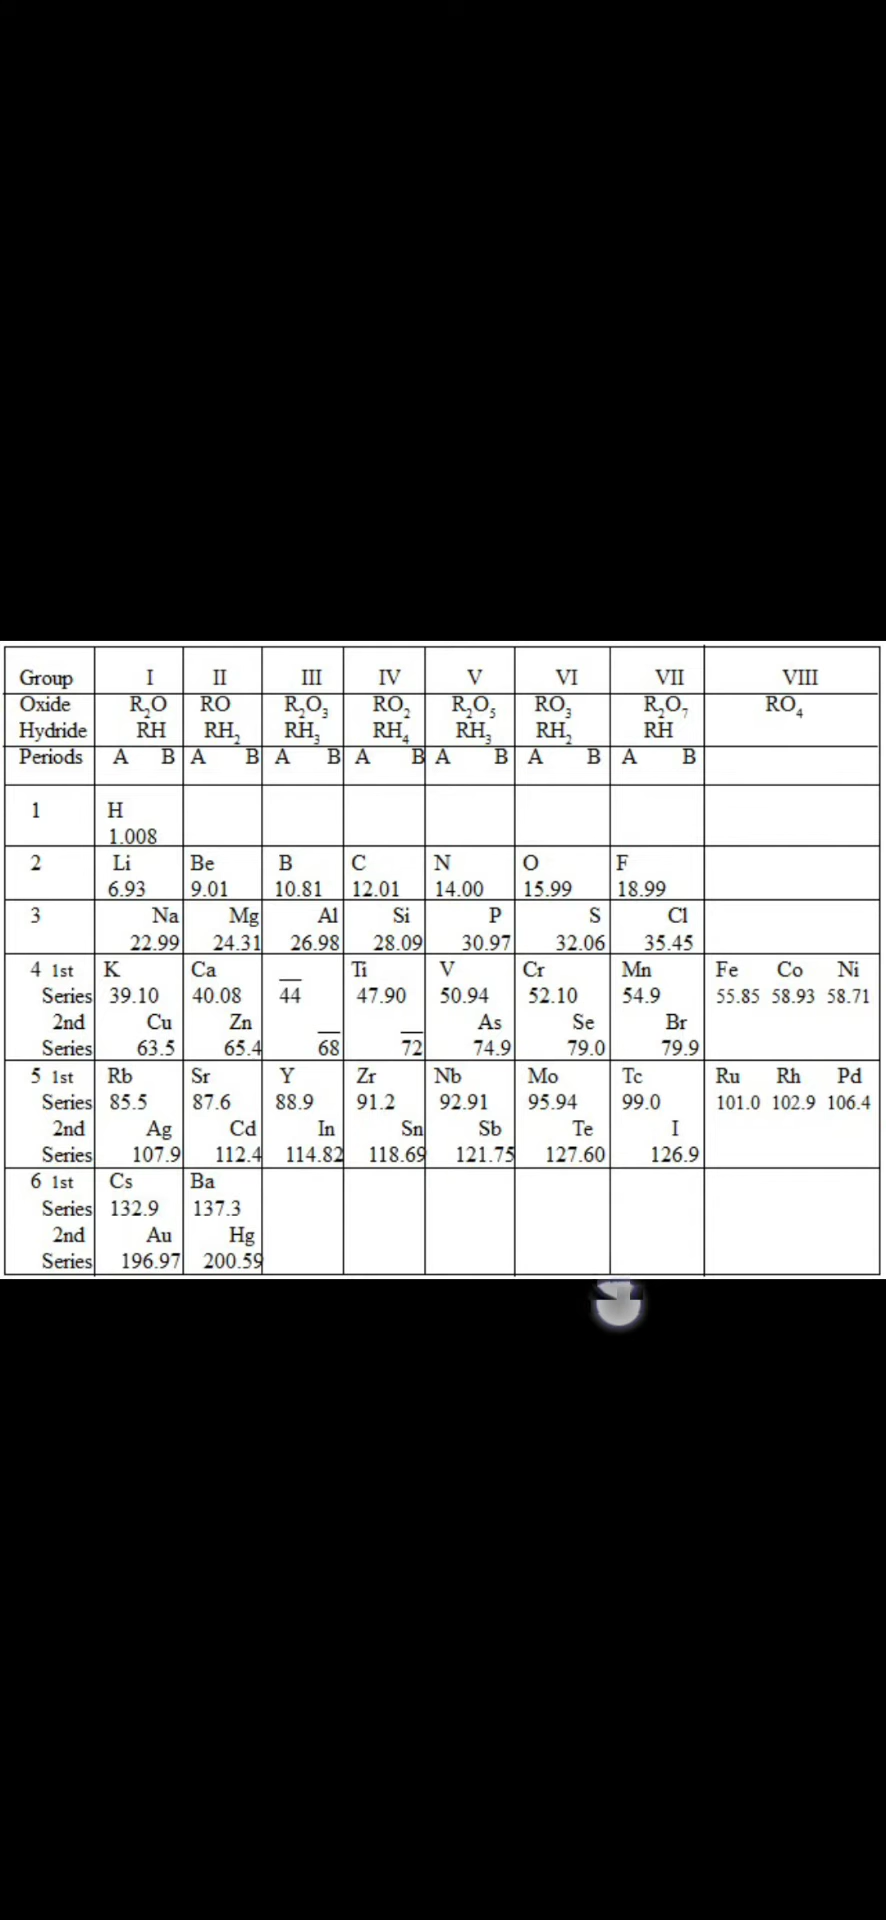 Group I II III IV V VI VII VIII
Oxide R₂O RO R₂O₃ RO₂ R₂O₅ RO₃ R₂O₇ RO₄
Hydride RH RH₂ RH₃ RH₄ RH₃ RH₂ RH
Periods A B A B A B A B A B A B A B
1 H
1.008
2 Li Be B C N O F
6.93 9.01 10.81 12.01 14.00 15.99 18.99
3 Na Mg Al Si P S Cl
22.99 24.31 26.98 28.09 30.97 32.06 35.45
4 1st K Ca __ Ti V Cr Mn Fe Co Ni
Series 39.10 40.08 44 47.90 50.94 52.10 54.9 55.85 58.93 58.71
2nd Cu Zn __ __ As Se Br
Series 63.5 65.4 68 72 74.9 79.0 79.9
5 1st Rb Sr Y Zr Nb Mo Tc Ru Rh Pd
Series 85.5 87.6 88.9 91.2 92.91 95.94 99.0 101.0 102.9 106.4
2nd Ag Cd In Sn Sb Te I
Series 107.9 112.4 114.82 118.69 121.75 127.60 126.9
6 1st Cs Ba
Series 132.9 137.3
2nd Au Hg
Series 196.97 200.59